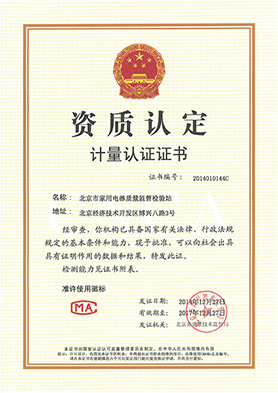 资质认定
计量认证证书
证书编号：2014010144C
名称：北京市家用电器质量监督检验站
地址：北京经济技术开发区博兴八路3号
经审查，你机构已具备国家有关法律、行政法规
规定的基本条件和能力，现予批准，可以向社会出具
具有证明作用的数据和结果，特发此证。
检测能力见证书附表。
准许使用徽标
MA
发证日期：2014年12月27日
有效期至：2017年12月27日
发证机关：北京市质量技术监督局